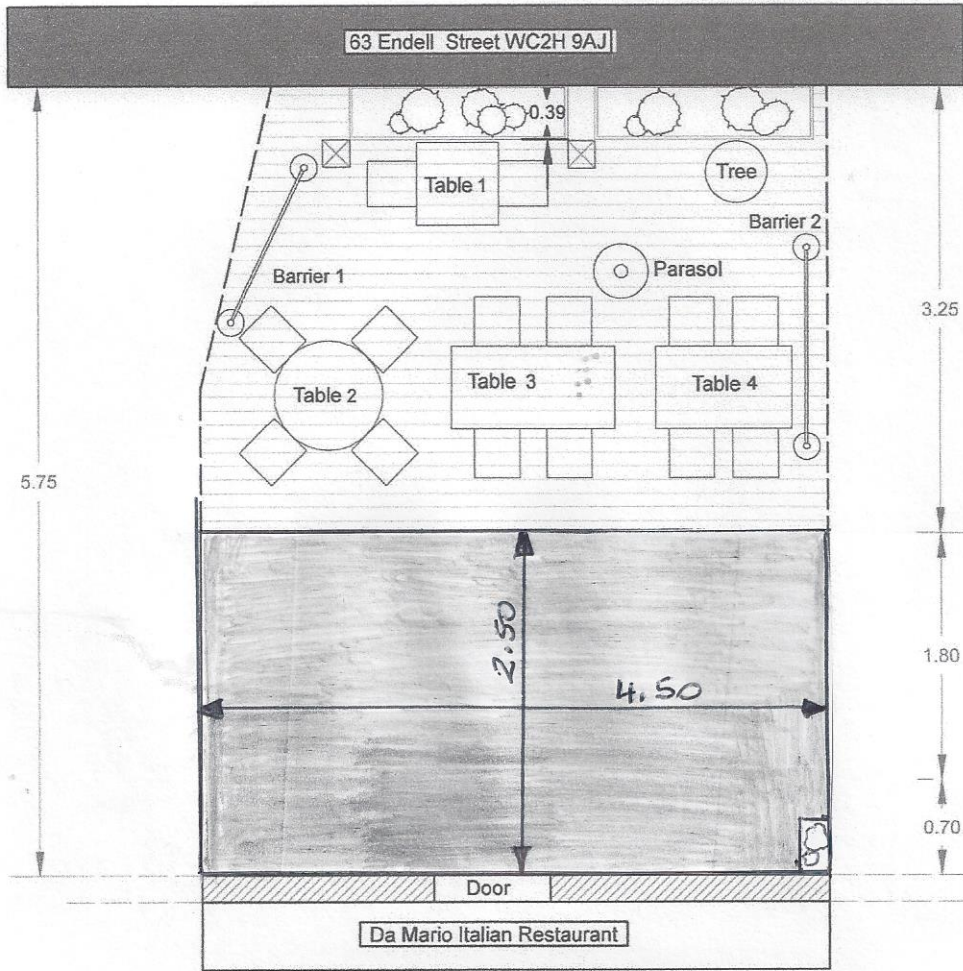 63 Endell Street WC2H 9AJ
0.39
Table 1
Tree
Barrier 2
Parasol
Barrier 1
3.25
Table 2
Table 3
Table 4
5.75
2.50
4.50
1.80
0.70
Door
Da Mario Italian Restaurant